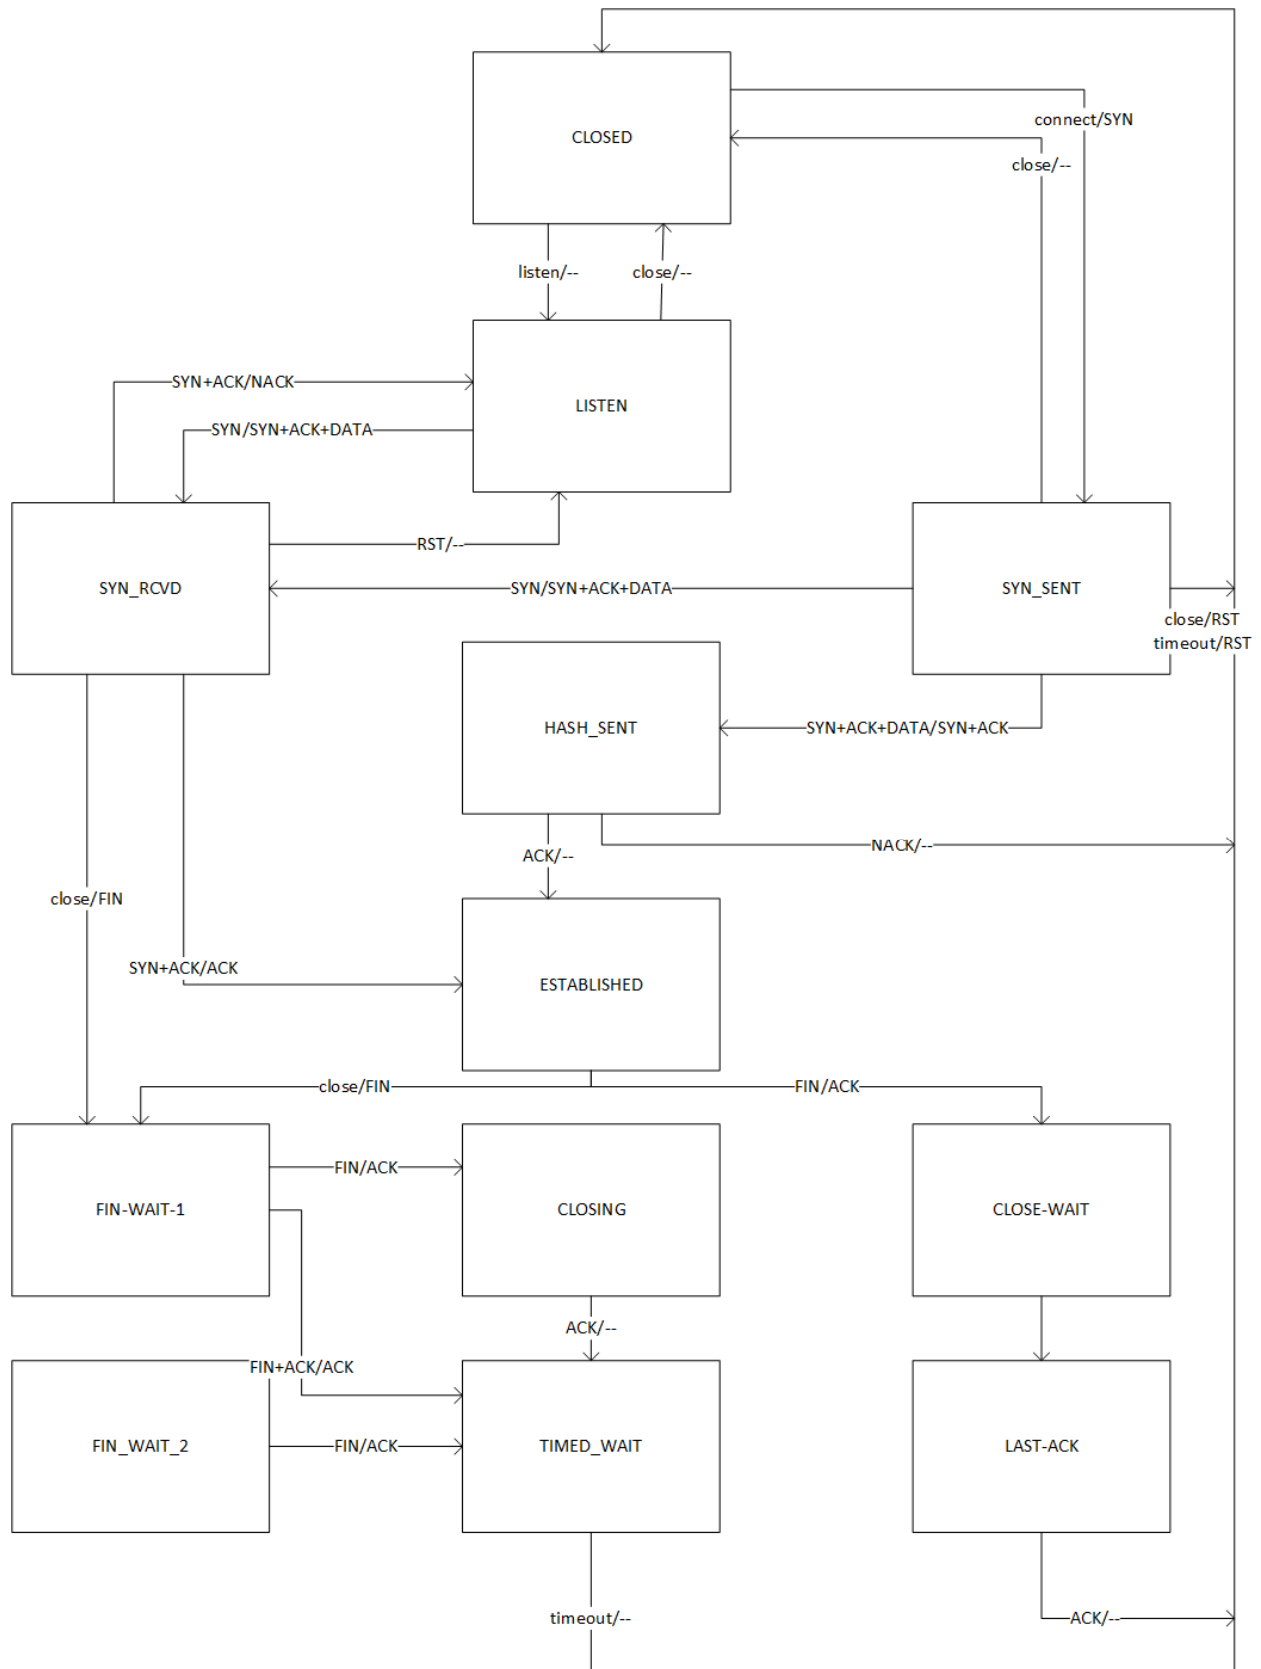 CLOSED
connect/SYN
close/--
listen/--
close/--
SYN+ACK/NACK
LISTEN
SYN/SYN+ACK+DATA
RST/--
SYN_RCVD
SYN/SYN+ACK+DATA
SYN_SENT
close/RST
timeout/RST
HASH_SENT
SYN+ACK+DATA/SYN+ACK
NACK/--
ACK/--
close/FIN
SYN+ACK/ACK
ESTABLISHED
close/FIN
FIN/ACK
FIN/ACK
FIN-WAIT-1
CLOSING
CLOSE-WAIT
ACK/--
FIN+ACK/ACK
FIN_WAIT_2
FIN/ACK
TIMED_WAIT
LAST-ACK
timeout/--
ACK/--